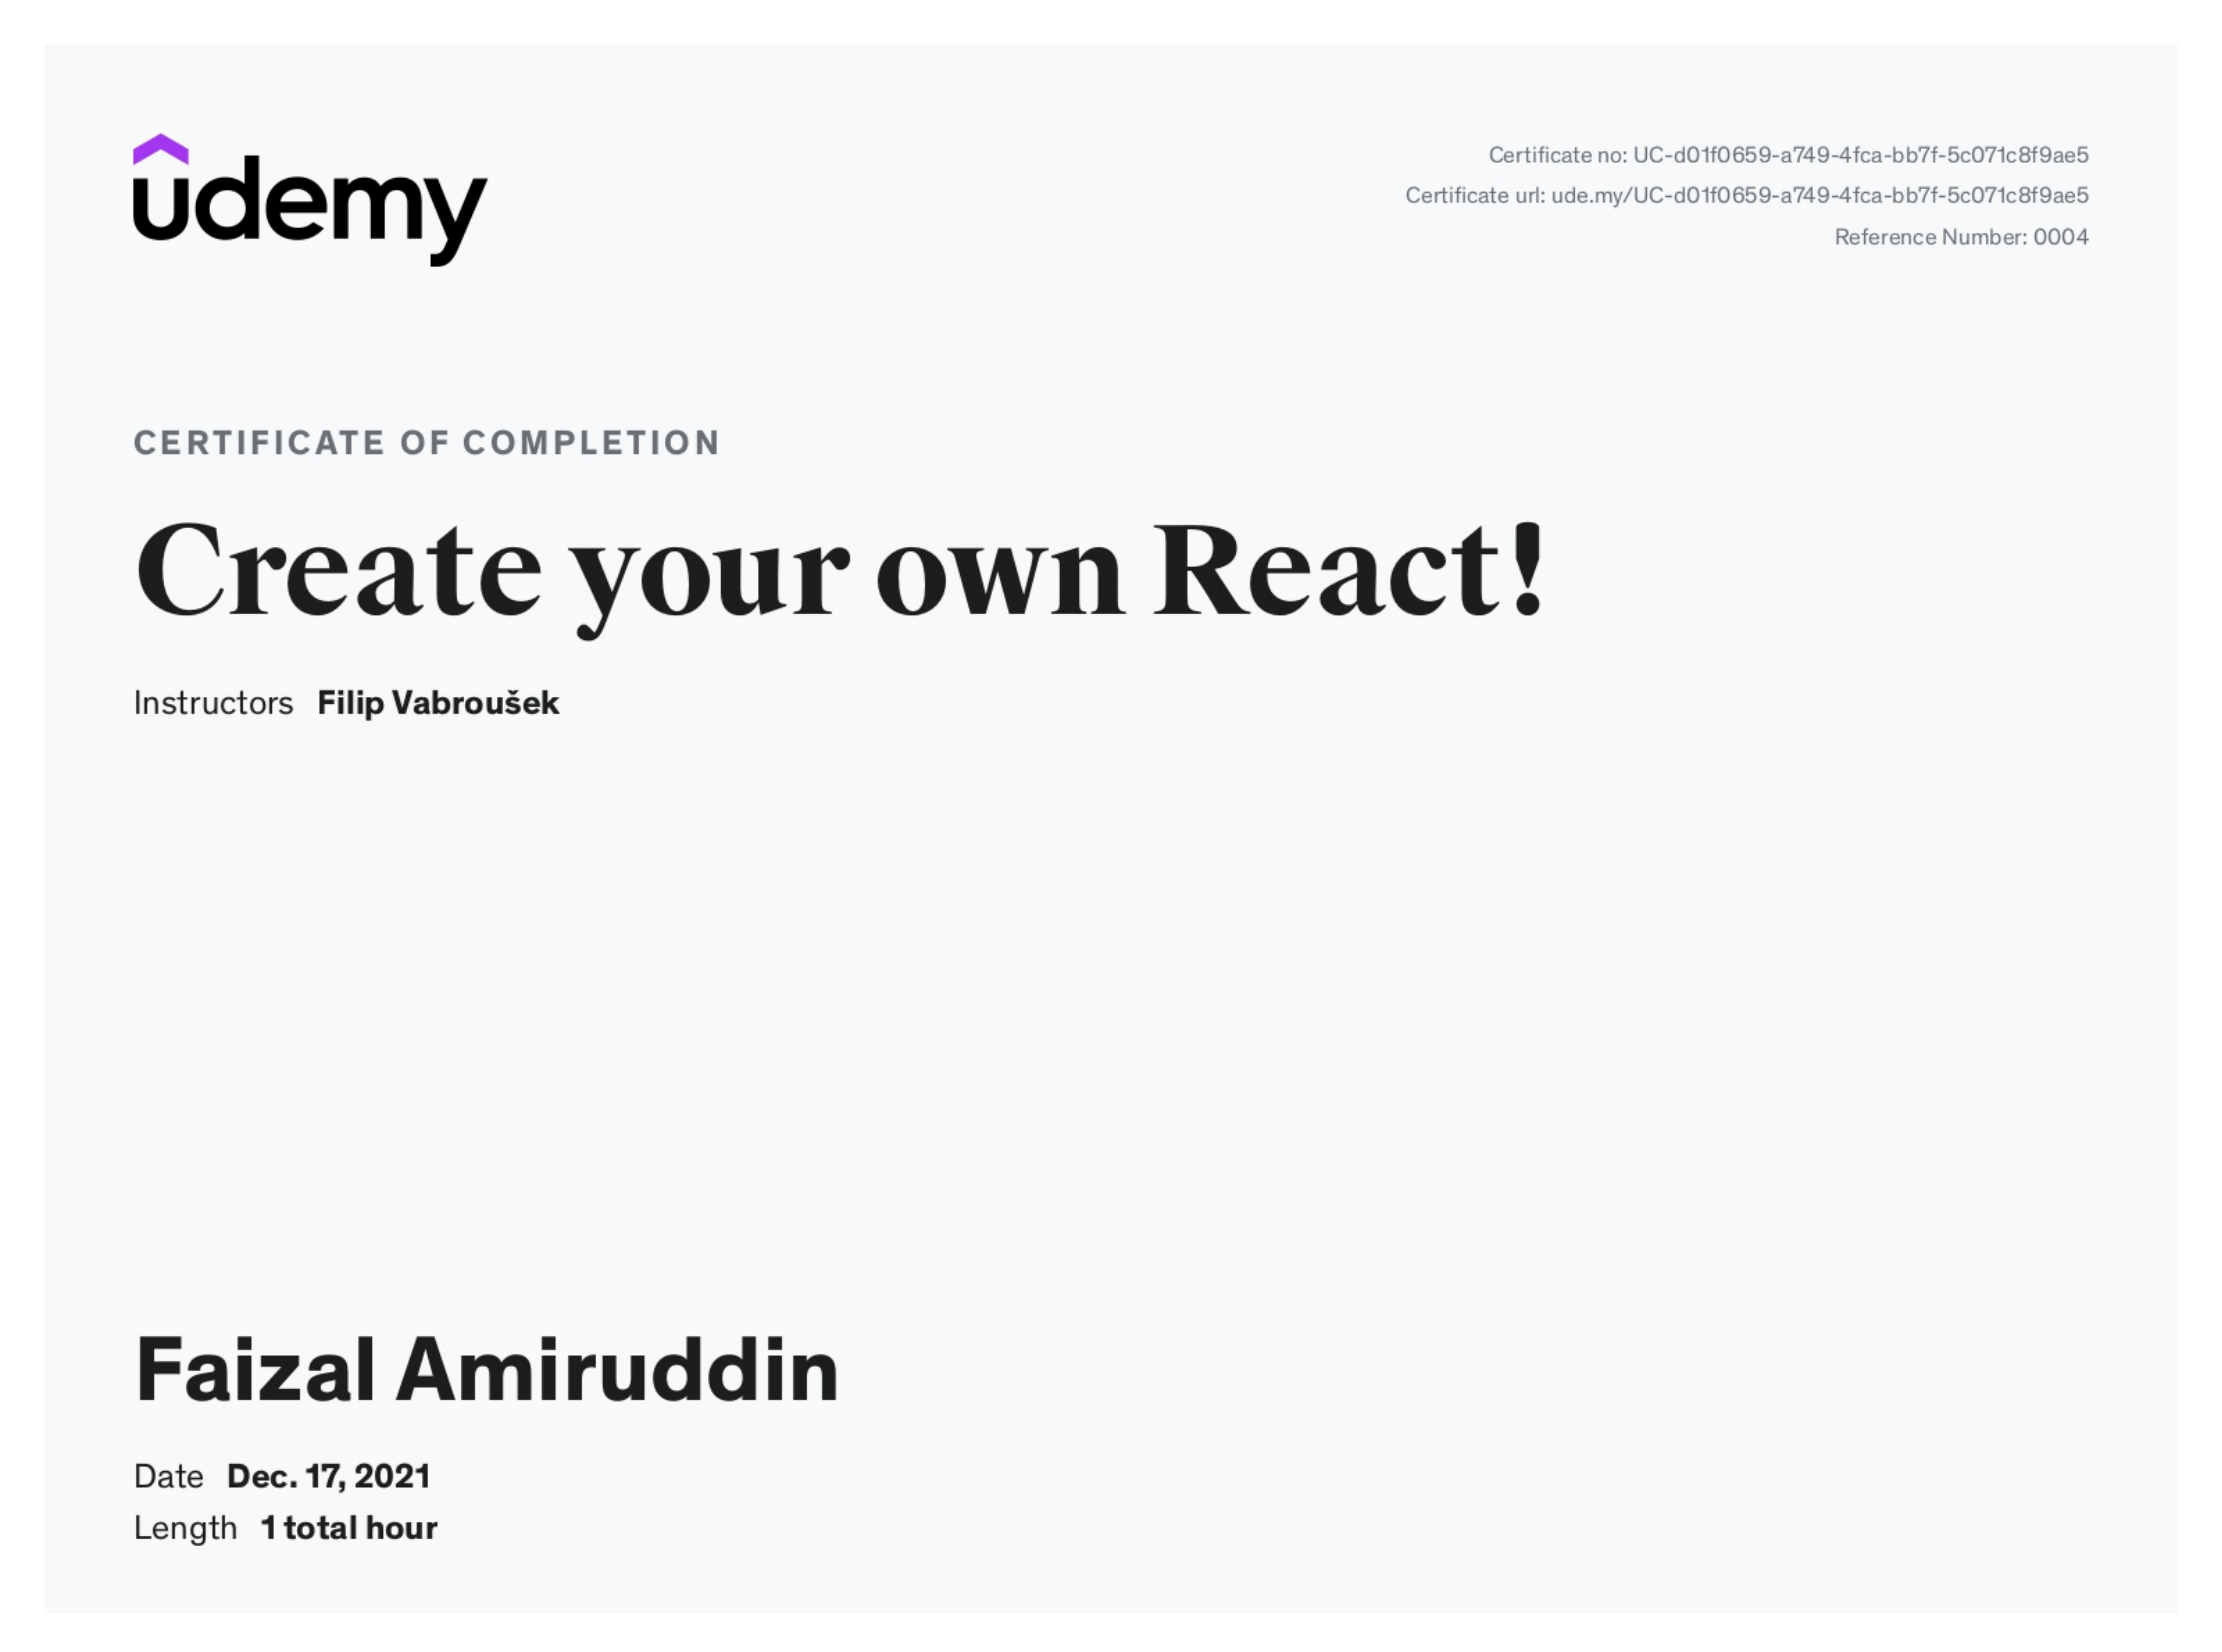 udemy
Certificate no: UC-d01f0659-a749-4fca-bb7f-5c071c8f9ae5
Certificate url: ude.my/UC-d01f0659-a749-4fca-bb7f-5c071c8f9ae5
Reference Number: 0004
CERTIFICATE OF COMPLETION
Create your own React!
Instructors Filip Vabroušek
Faizal Amiruddin
Date Dec. 17, 2021
Length 1 total hour